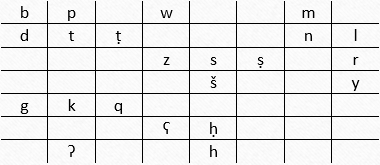 b p w m
d t ṭ n l
z s ṣ r
š y
g k q
ʕ ḥ
ʔ h